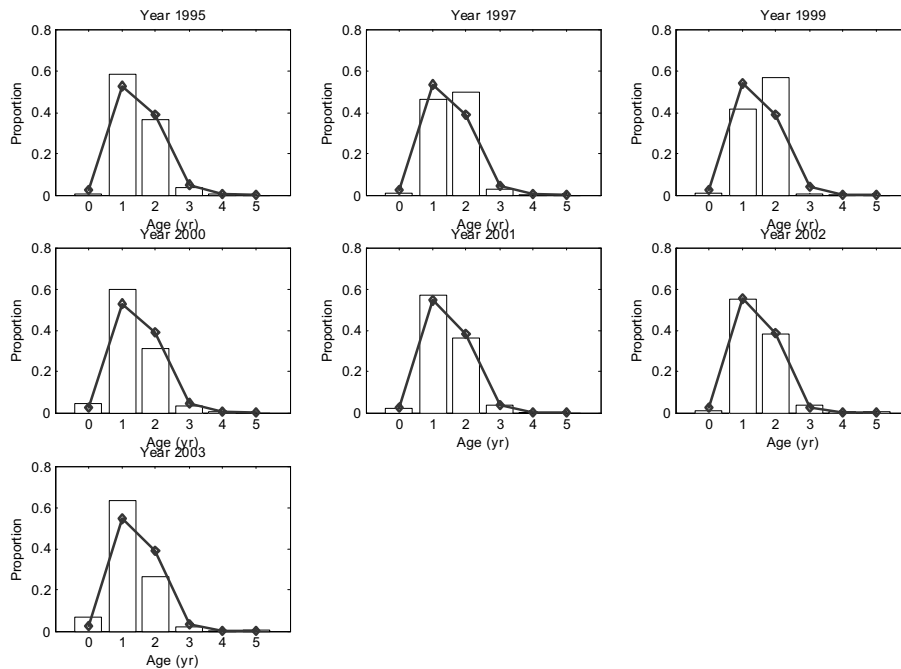 Year 1995 Year 1997 Year 1999
0.8 0.8 0.8
0.6 0.6 0.6
Proportion Proportion Proportion
0.4 0.4 0.4
0.2 0.2 0.2
0 0 0
0 1 2 3 4 5 0 1 2 3 4 5 0 1 2 3 4 5
Age (yr) Age (yr) Age (yr)
Year 2000 Year 2001 Year 2002
0.8 0.8 0.8
0.6 0.6 0.6
Proportion Proportion Proportion
0.4 0.4 0.4
0.2 0.2 0.2
0 0 0
0 1 2 3 4 5 0 1 2 3 4 5 0 1 2 3 4 5
Age (yr) Age (yr) Age (yr)
Year 2003
0.8
0.6
Proportion
0.4
0.2
0
0 1 2 3 4 5
Age (yr)